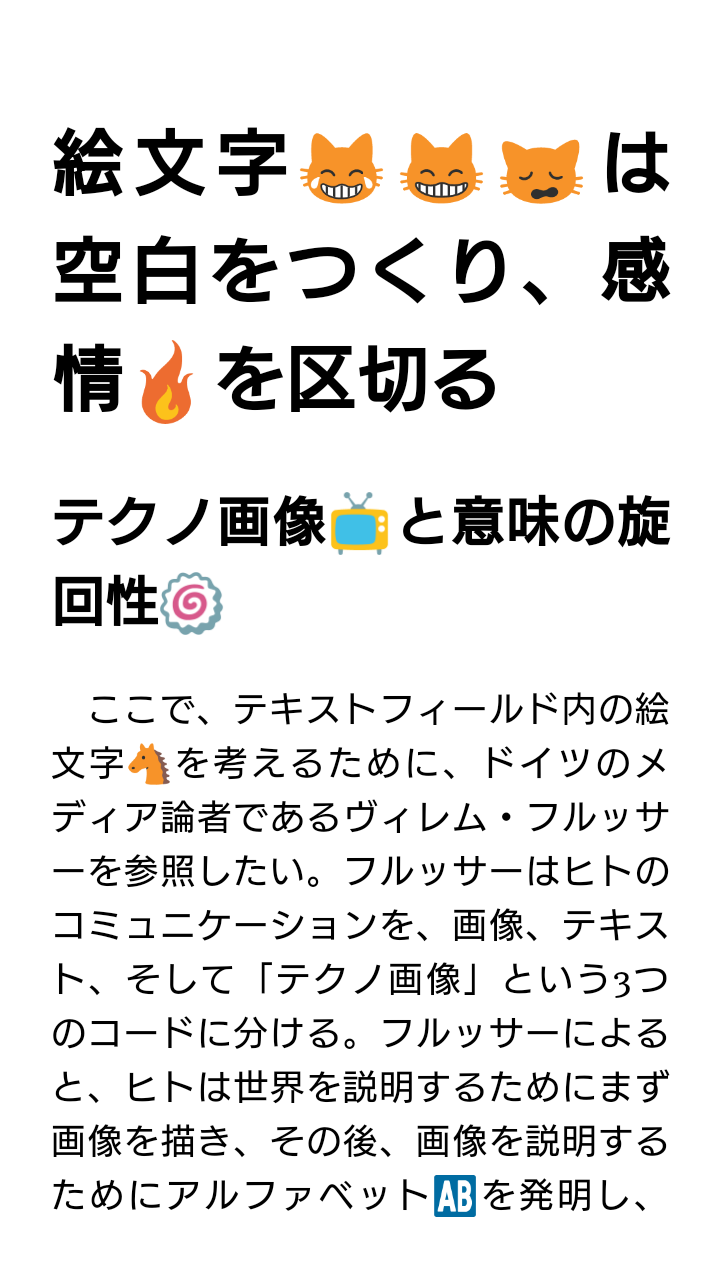 絵文字😹😸🙀は
空白をつくり、感
情🔥を区切る
テクノ画像📺と意味の旋
回性🍥
　ここで、テキストフィールド内の絵
文字🐴を考えるために、ドイツのメ
ディア論者であるヴィレム・フルッサ
ーを参照したい。フルッサーはヒトの
コミュニケーションを、画像、テキス
ト、そして「テクノ画像」という3つ
のコードに分ける。フルッサーによる
と、ヒトは世界を説明するためにまず
画像を描き、その後、画像を説明する
ためにアルファベット🆎を発明し、